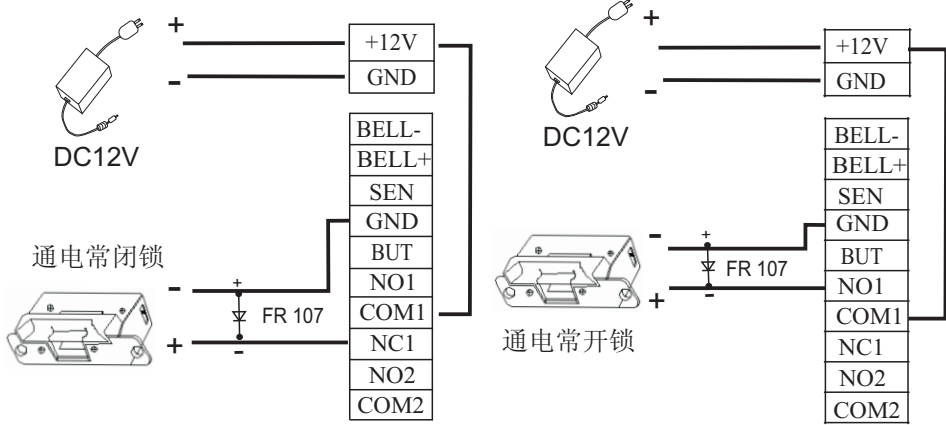 +
-
DC12V
+12V
GND
BELL-
BELL+
SEN
GND
BUT
NO1
COM1
NC1
NO2
COM2
通电常闭锁
-
+
+
FR 107
-
+
-
DC12V
+12V
GND
BELL-
BELL+
SEN
GND
BUT
NO1
COM1
NC1
NO2
COM2
-
+
+
FR 107
-
通电常开锁